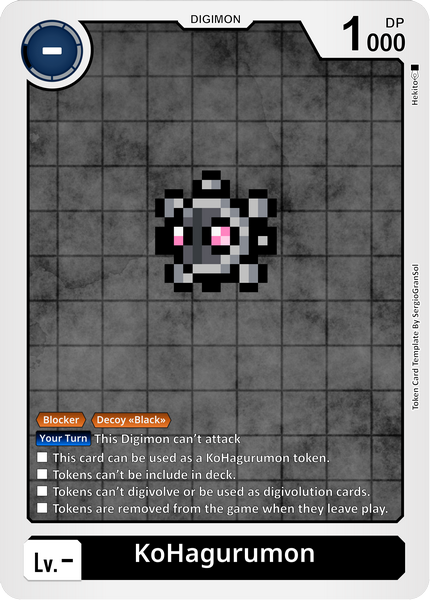 DIGIMON
-
DP
1000
Hekito
Blocker Decoy «Black»
Your Turn This Digimon can't attack
This card can be used as a KoHagurumon token.
Tokens can't be include in deck.
Tokens can't digivolve or be used as digivolution cards.
Tokens are removed from the game when they leave play.
Token Card Template By SergioGranSol
Lv.-
KoHagurumon